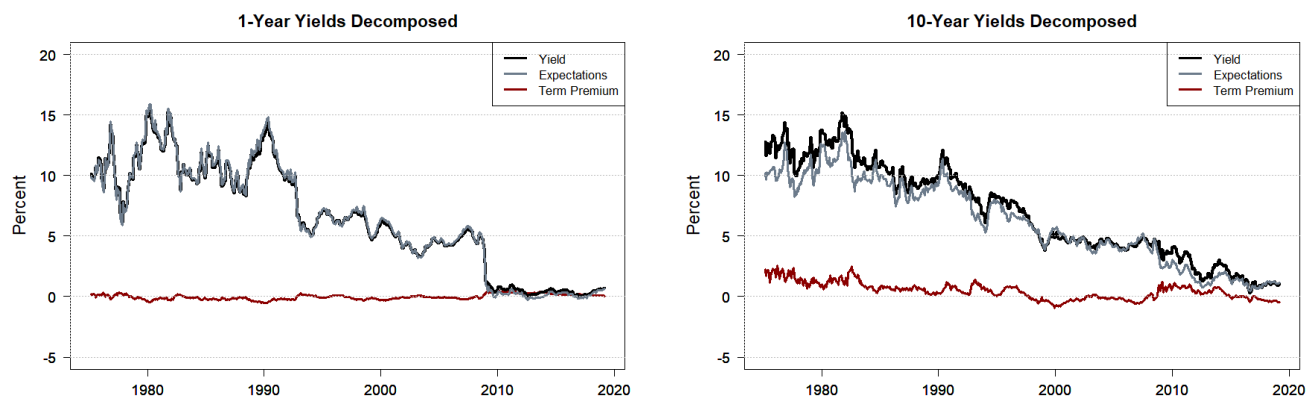 1-Year Yields Decomposed
Percent
20
15
10
5
0
-5
1980
1990
2000
2010
2020
Yield
Expectations
Term Premium
10-Year Yields Decomposed
Percent
20
15
10
5
0
-5
1980
1990
2000
2010
2020
Yield
Expectations
Term Premium